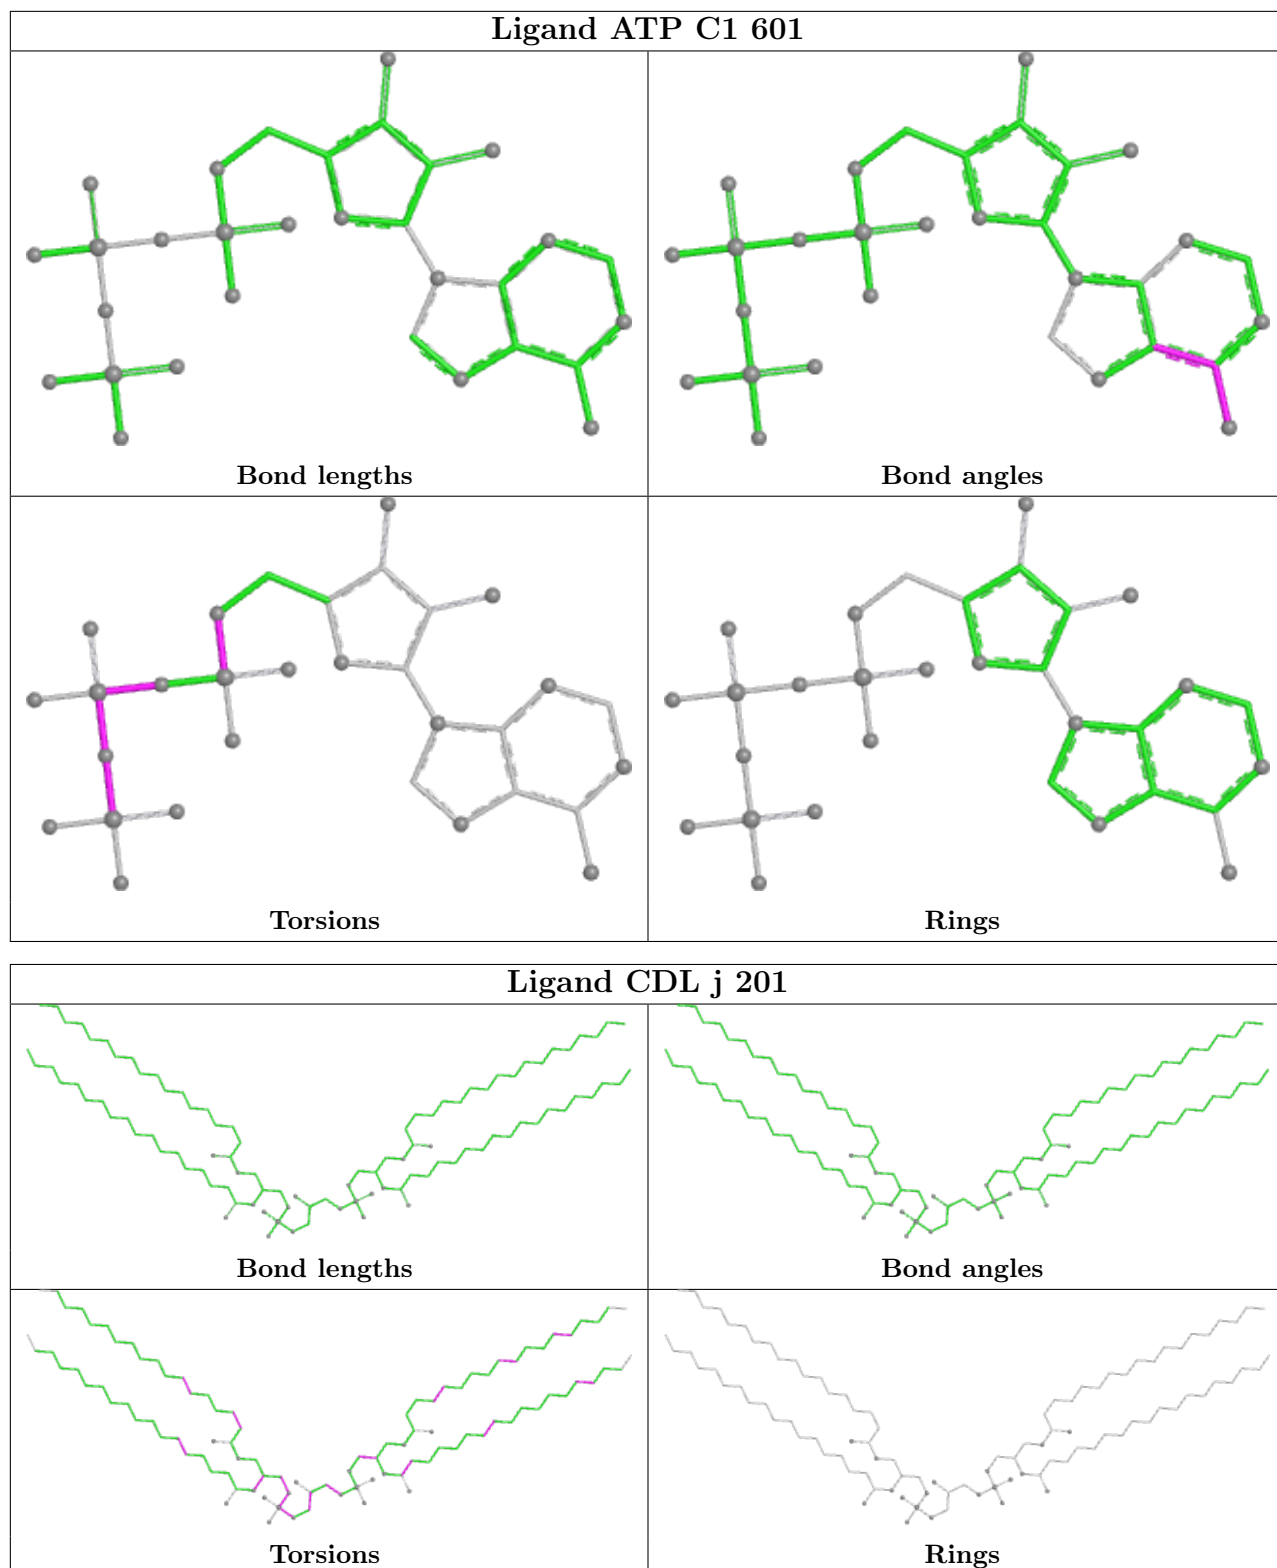 Ligand ATP C1 601
Bond lengths
Bond angles
Torsions
Rings
Ligand CDL j 201
Bond lengths
Bond angles
Torsions
Rings